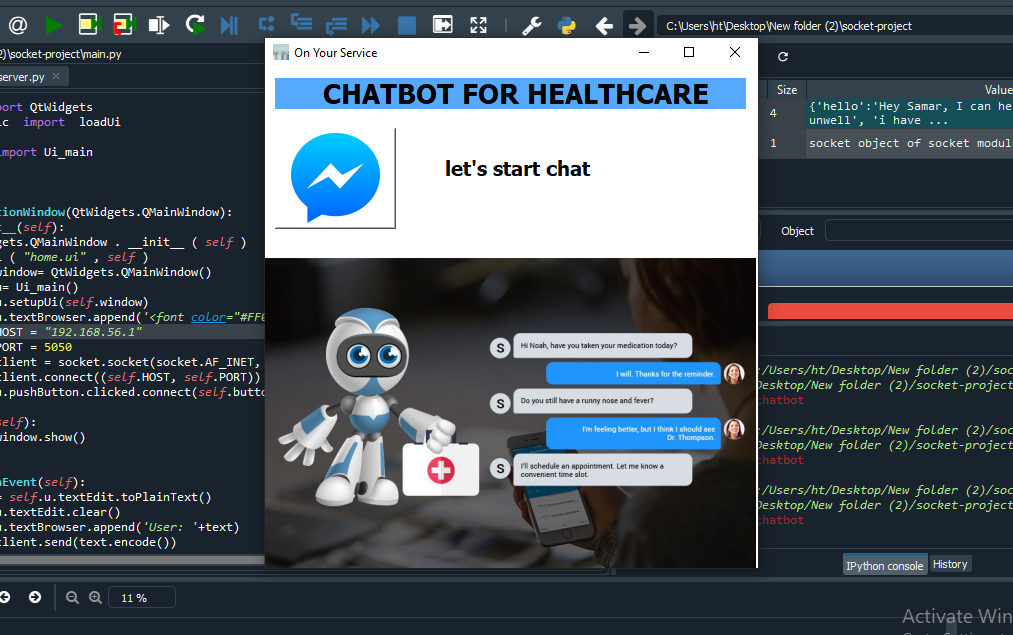 C:\Users\ht\Desktop\New folder (2)\socket-project
On Your Service
2)\socket-project\main.py
server.py
CHATBOT FOR HEALTHCARE
let's start chat
Size
Value
4
{'hello':'Hey Samar, I can he
unwell', 'i have ...
1
socket object of socket modul
Object
ort QtWidgets
ic import loadUi
import Ui_main
tionWindow(QtWidgets.QMainWindow):
t__(self):
gets.QMainWindow . __init__ ( self )
i ( "home.ui" , self )
window= QtWidgets.QMainWindow()
u= Ui_main()
u.setupUi(self.window)
u.textBrowser.append('<font color="#FF0
HOST = "192.168.56.1"
PORT = 5050
client = socket.socket(socket.AF_INET,
client.connect((self.HOST, self.PORT))
u.pushButton.clicked.connect(self.butto
self):
window.show()
nEvent(self):
= self.u.textEdit.toPlainText()
u.textEdit.clear()
u.textBrowser.append('User: '+text)
client.send(text.encode())
S
Hi Noah, have you taken your medication today?
I will. Thanks for the reminder.
S
Do you still have a runny nose and fever?
I'm feeling better, but I think I should see
Dr. Thompson.
S
I'll schedule an appointment. Let me know a
convenient time slot.
:/Users/ht/Desktop/New folder (2)/soc
Desktop/New folder (2)/socket-project
chatbot
:/Users/ht/Desktop/New folder (2)/soc
Desktop/New folder (2)/socket-project
chatbot
:/Users/ht/Desktop/New folder (2)/soc
Desktop/New folder (2)/socket-project
chatbot
IPython console
History
11 %
Activate Win